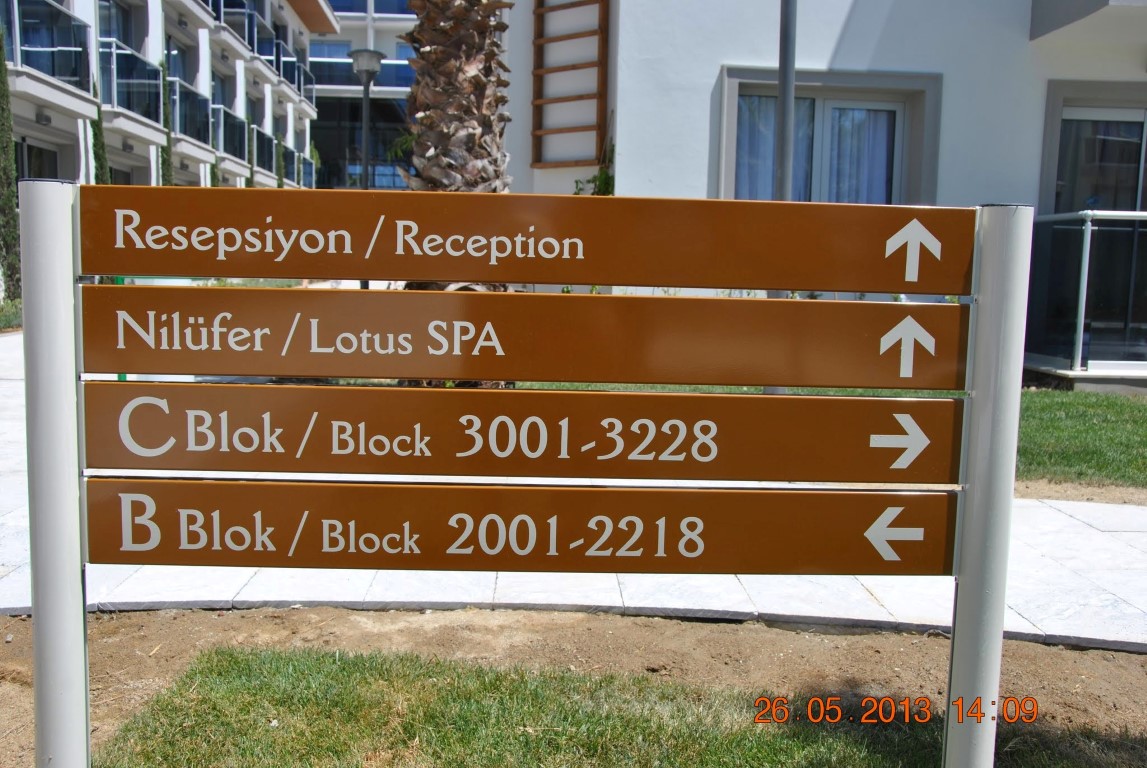 Resepsiyon / Reception ↑
Nilüfer / Lotus SPA ↑
C Blok / Block 3001-3228 →
B Blok / Block 2001-2218 ←
26.05.2013 14:09